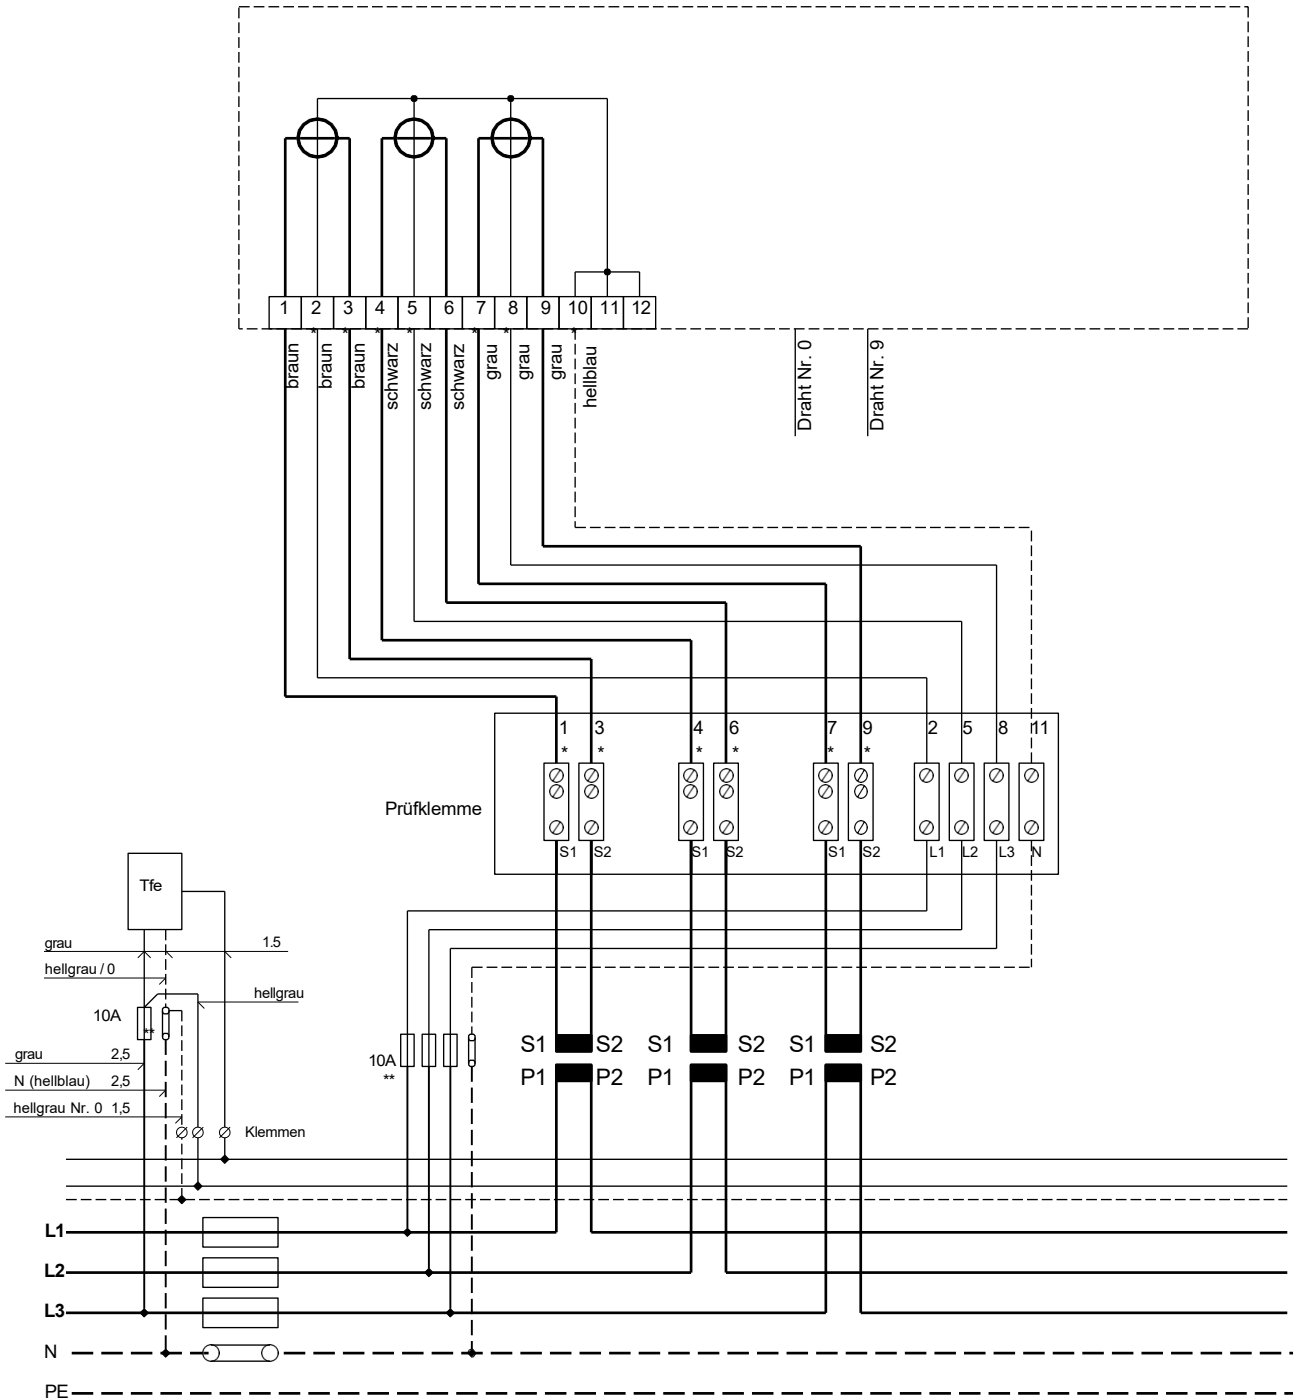 1 2 3 4 5 6 7 8 9 10 11 12
* * * * * * *
braun
braun
braun
schwarz
schwarz
schwarz
grau
grau
grau
hellblau
Draht Nr. 0
Draht Nr. 9
1 3 4 6 7 9 2 5 8 11
* * * * * *
Prüfklemme
S1 S2 S1 S2 S1 S2 L1 L2 L3 N
Tfe
grau 1.5
hellgrau / 0
hellgrau
10A
**
grau 2,5
N (hellblau) 2,5
hellgrau Nr. 0 1,5
Klemmen
10A
**
S1 S2 S1 S2 S1 S2
P1 P2 P1 P2 P1 P2
L1
L2
L3
N
PE